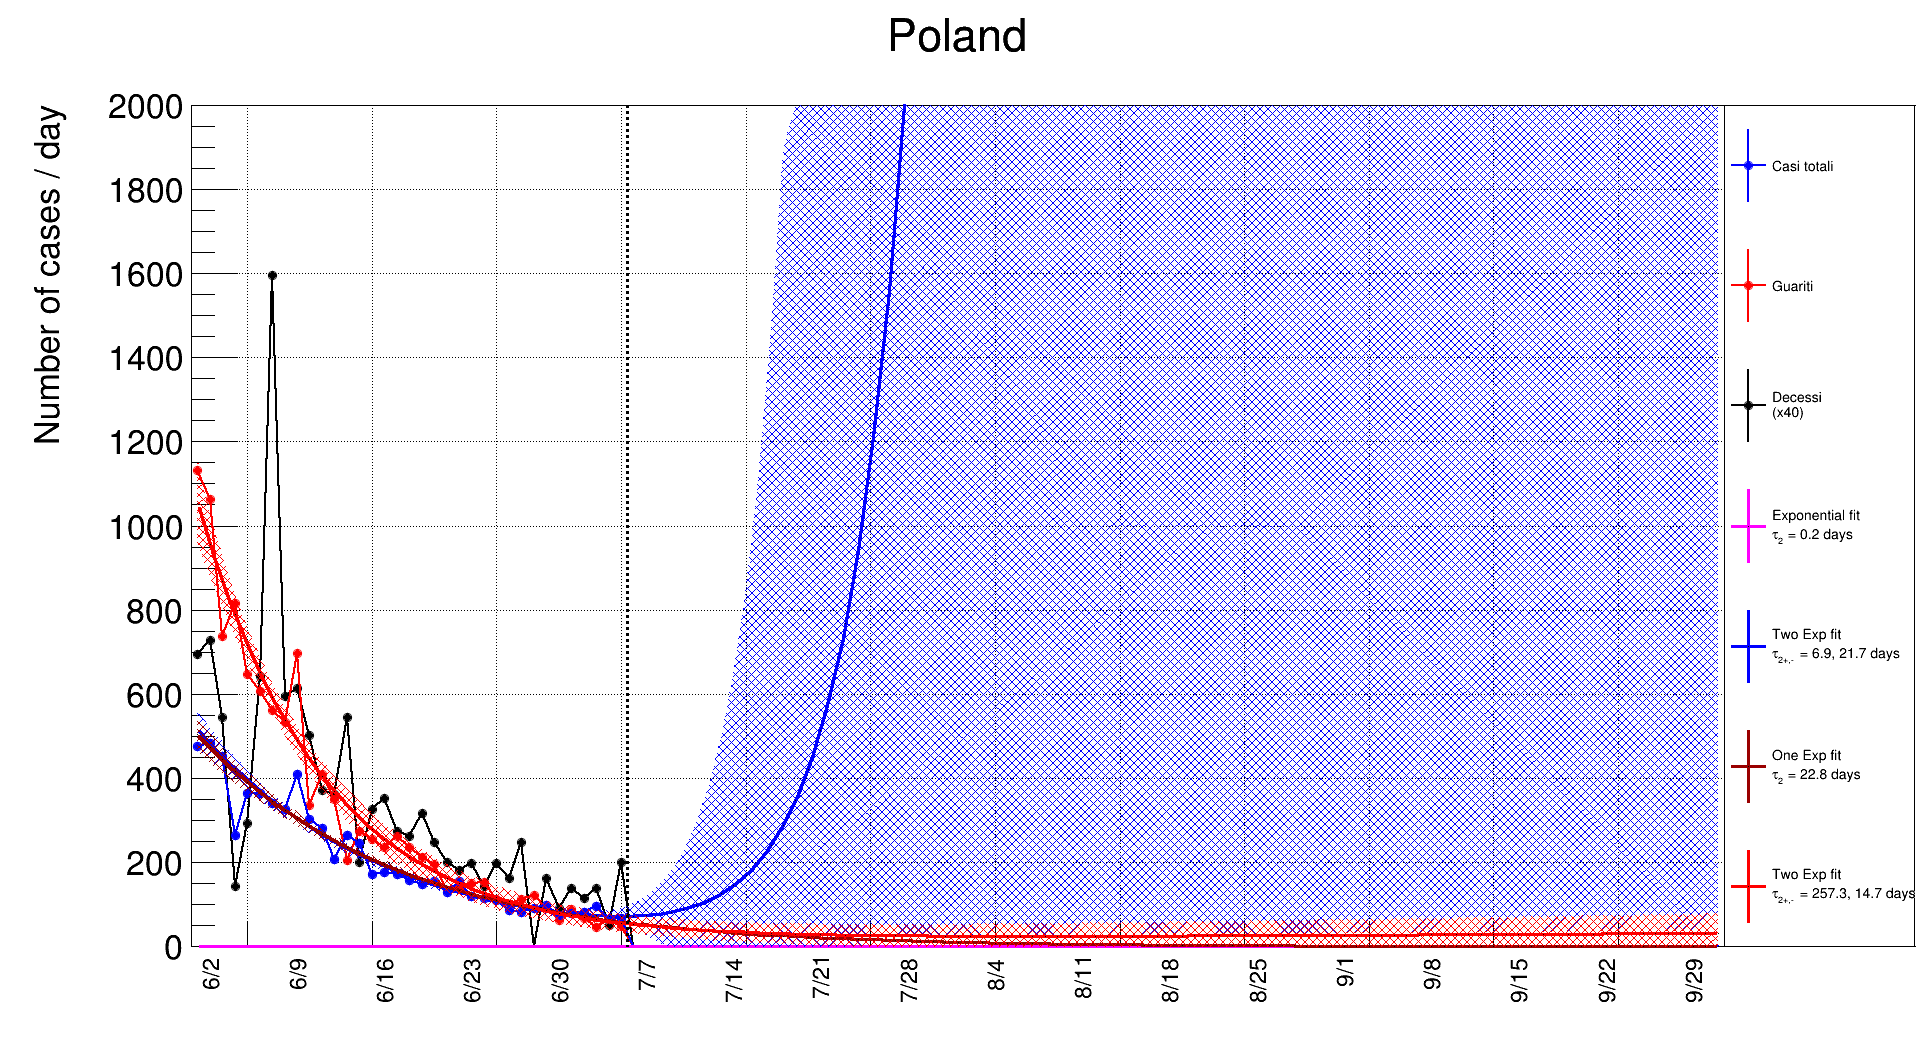 Poland
Number of cases / day
2000
1800
1600
1400
1200
1000
800
600
400
200
0
6/2
6/9
6/16
6/23
6/30
7/7
7/14
7/21
7/28
8/4
8/11
8/18
8/25
9/1
9/8
9/15
9/22
9/29
Casi totali
Guariti
Decessi
(x40)
Exponential fit
τ2 = 0.2 days
Two Exp fit
τ2+,- = 6.9, 21.7 days
One Exp fit
τ2 = 22.8 days
Two Exp fit
τ2+,- = 257.3, 14.7 days